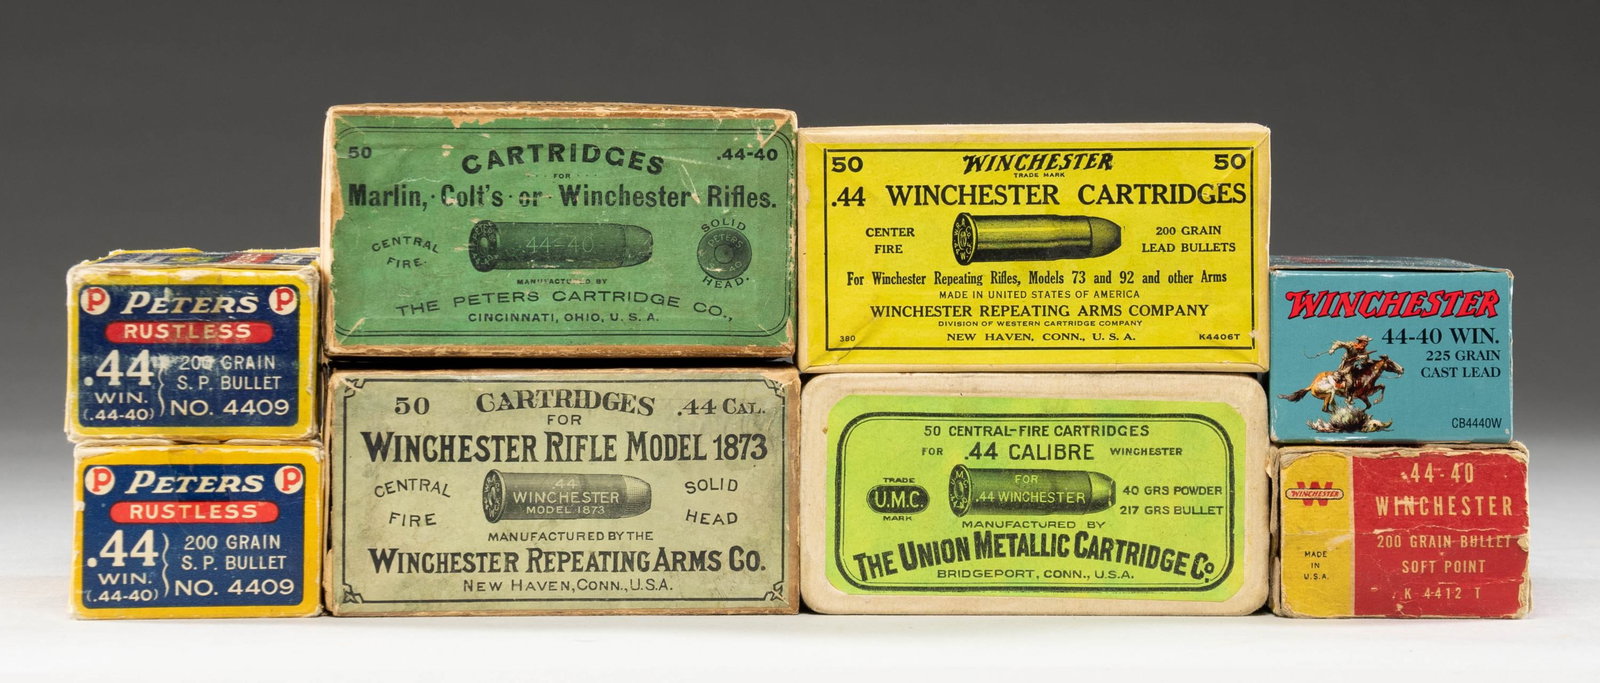 P PETERS P
RUSTLESS
.44 200 GRAIN
WIN. S. P. BULLET
(.44-40) NO. 4409
P PETERS P
RUSTLESS
.44 200 GRAIN
WIN. S. P. BULLET
(.44-40) NO. 4409
50 CARTRIDGES .44-40
FOR
Marlin, Colt's or Winchester Rifles.
CENTRAL FIRE.
.44-40
SOLID HEAD.
PETERS
MANUFACTURED BY
THE PETERS CARTRIDGE CO.,
CINCINNATI, OHIO, U. S. A.
50 CARTRIDGES .44 CAL.
FOR
WINCHESTER RIFLE MODEL 1873
CENTRAL .44 SOLID
FIRE WINCHESTER HEAD
MODEL 1873
MANUFACTURED BY THE
WINCHESTER REPEATING ARMS CO.
NEW HAVEN, CONN., U.S.A.
50 WINCHESTER 50
TRADE MARK
.44 WINCHESTER CARTRIDGES
CENTER 200 GRAIN
FIRE LEAD BULLETS
For Winchester Repeating Rifles, Models 73 and 92 and other Arms
MADE IN UNITED STATES OF AMERICA
WINCHESTER REPEATING ARMS COMPANY
DIVISION OF WESTERN CARTRIDGE COMPANY
380 NEW HAVEN, CONN., U. S. A. K4406T
50 CENTRAL-FIRE CARTRIDGES
FOR .44 CALIBRE WINCHESTER
TRADE FOR 40 GRS POWDER
U.M.C. .44 WINCHESTER
MARK 217 GRS BULLET
MANUFACTURED BY
THE UNION METALLIC CARTRIDGE Co.
BRIDGEPORT, CONN., U.S.A.
WINCHESTER
44-40 WIN.
225 GRAIN
CAST LEAD
CB4440W
W
WINCHESTER
MADE
IN
U.S.A.
.44-40
WINCHESTER
200 GRAIN BULLET
SOFT POINT
K 4412 T